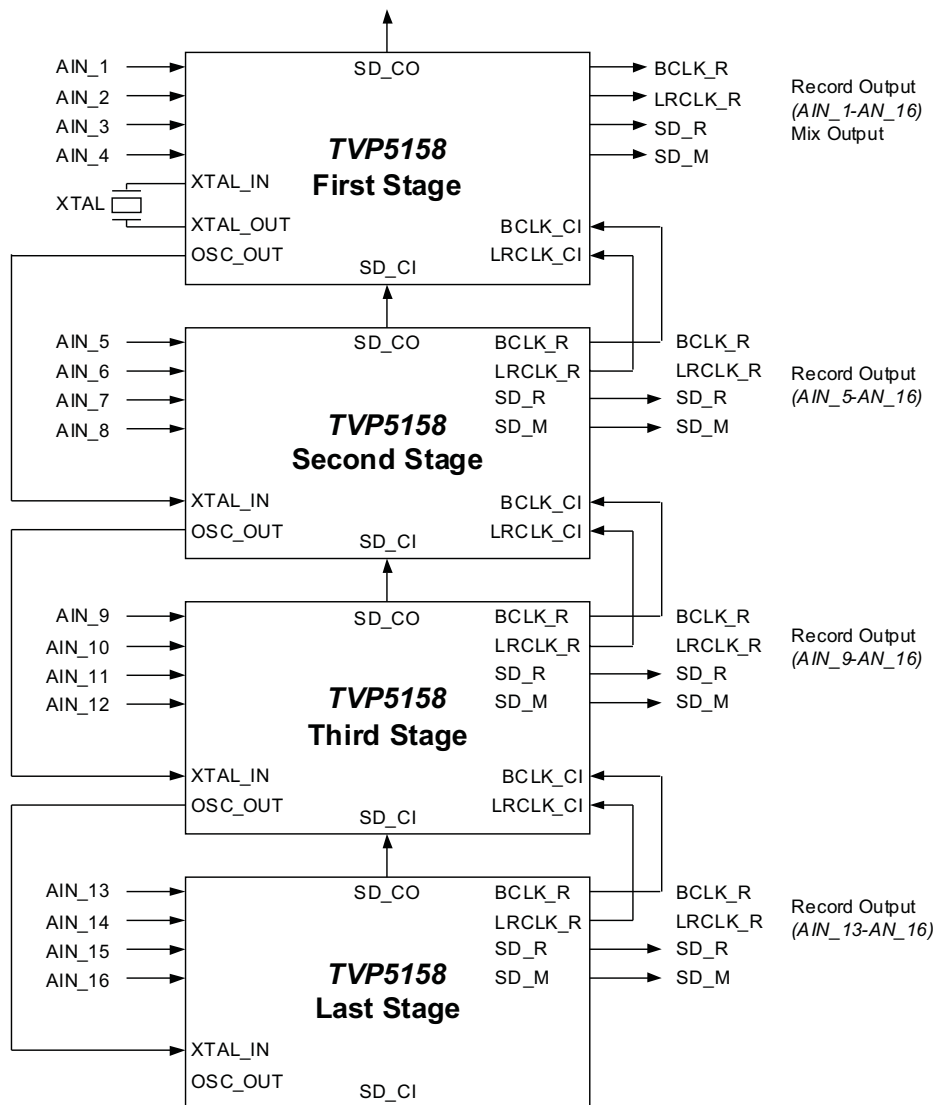 SD_CO
AIN_1
AIN_2
AIN_3
AIN_4
TVP5158
First Stage
XTAL
XTAL_IN
XTAL_OUT
OSC_OUT
SD_CI
BCLK_CI
LRCLK_CI
BCLK_R
LRCLK_R
SD_R
SD_M
Record Output
(AIN_1-AN_16)
Mix Output
SD_CO
AIN_5
AIN_6
AIN_7
AIN_8
TVP5158
Second Stage
XTAL_IN
OSC_OUT
SD_CI
BCLK_R
LRCLK_R
SD_R
SD_M
BCLK_CI
LRCLK_CI
BCLK_R
LRCLK_R
SD_R
SD_M
Record Output
(AIN_5-AN_16)
SD_CO
AIN_9
AIN_10
AIN_11
AIN_12
TVP5158
Third Stage
XTAL_IN
OSC_OUT
SD_CI
BCLK_R
LRCLK_R
SD_R
SD_M
BCLK_CI
LRCLK_CI
BCLK_R
LRCLK_R
SD_R
SD_M
Record Output
(AIN_9-AN_16)
SD_CO
AIN_13
AIN_14
AIN_15
AIN_16
TVP5158
Last Stage
XTAL_IN
OSC_OUT
SD_CI
BCLK_R
LRCLK_R
SD_R
SD_M
BCLK_R
LRCLK_R
SD_R
SD_M
Record Output
(AIN_13-AN_16)